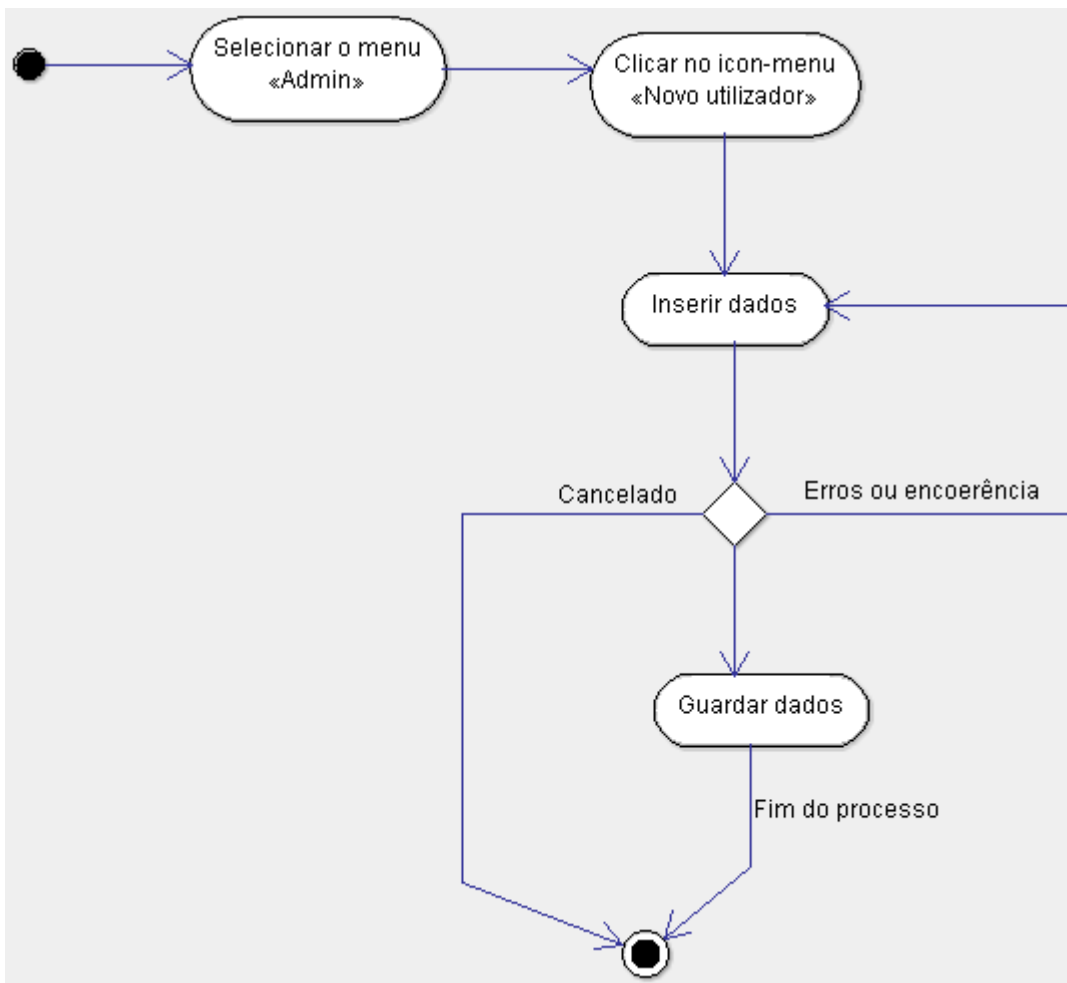 Selecionar o menu
«Admin»
Clicar no icon-menu
«Novo utilizador»
Inserir dados
Cancelado
Erros ou encoerência
Guardar dados
Fim do processo